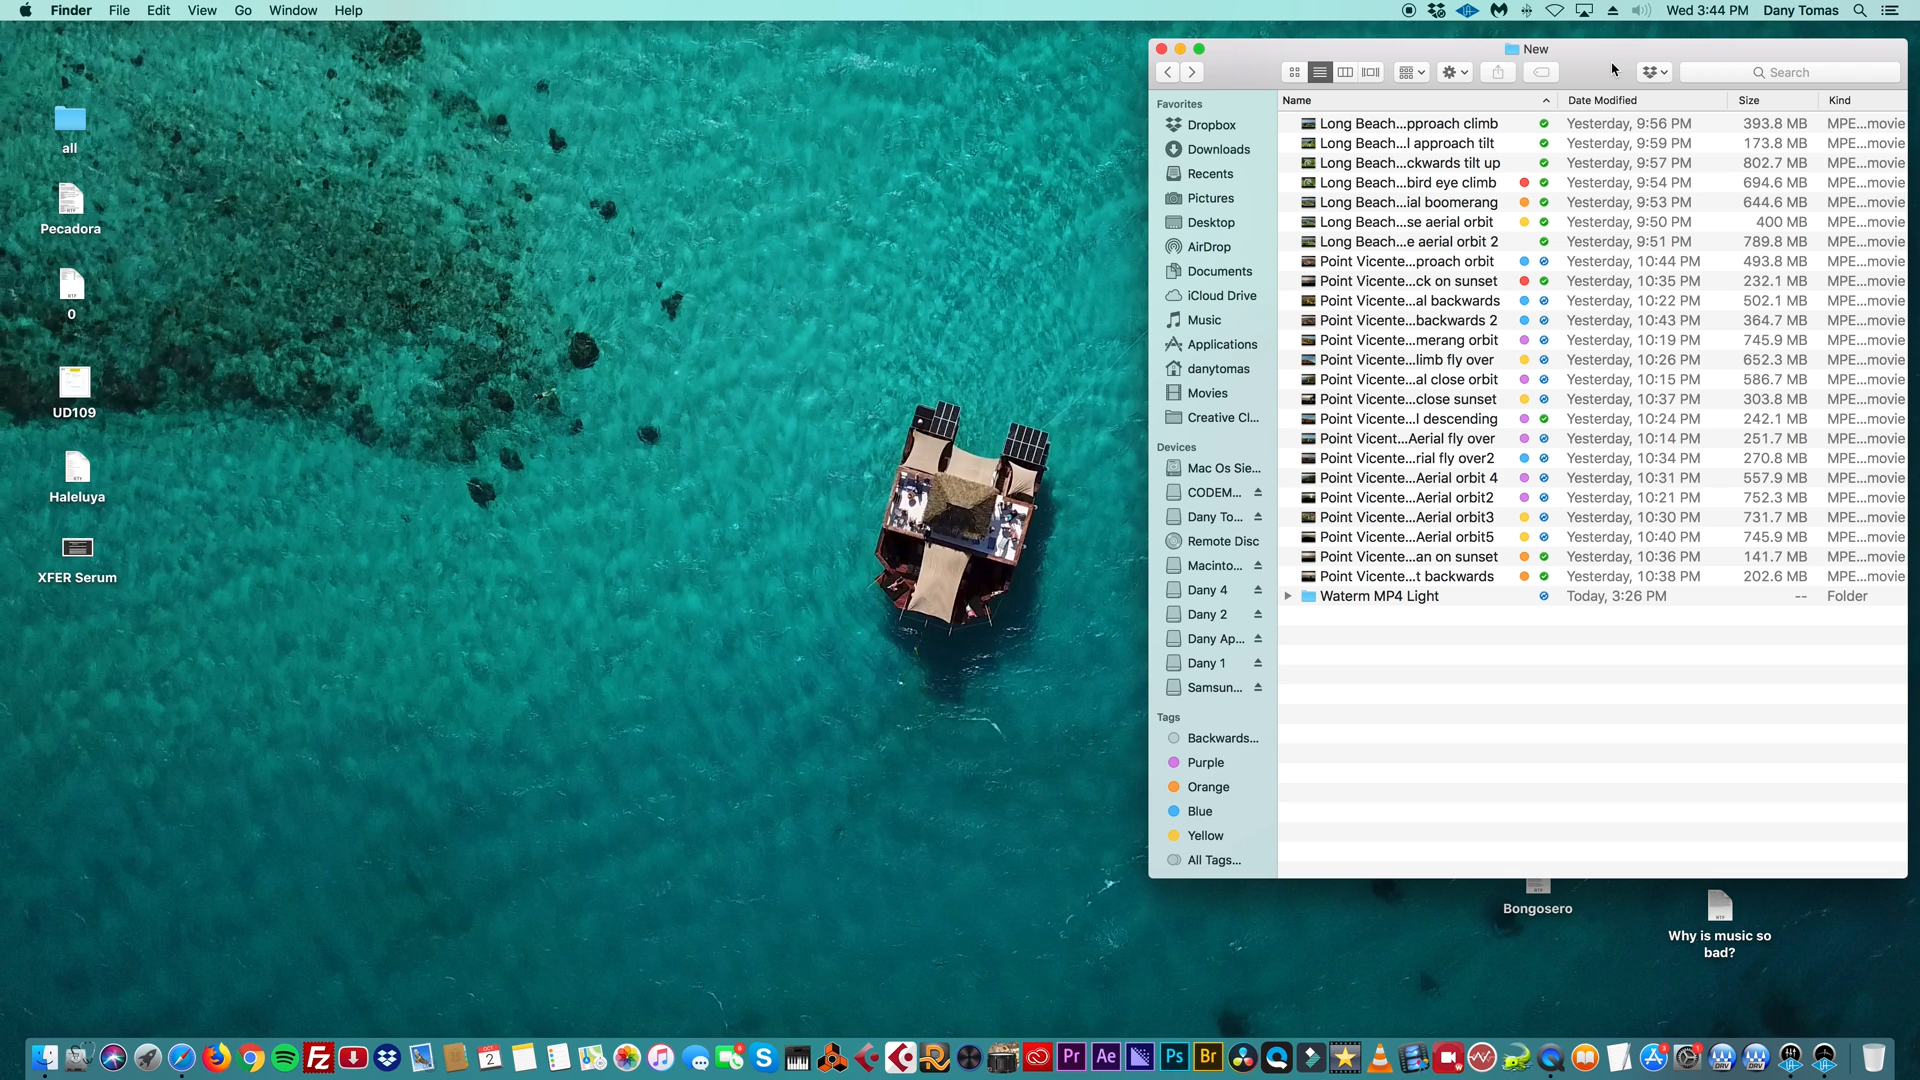 Finder File Edit View Go Window Help
Wed 3:44 PM Dany Tomas
all
Pecadora
0
UD109
Haleluya
XFER Serum
New
Search
Favorites
Dropbox
Downloads
Recents
Pictures
Desktop
AirDrop
Documents
iCloud Drive
Music
Applications
danytomas
Movies
Creative Cl...
Devices
Mac Os Sie...
CODEM...
Dany To...
Remote Disc
Macinto...
Dany 4
Dany 2
Dany Ap...
Dany 1
Samsun...
Tags
Backwards...
Purple
Orange
Blue
Yellow
All Tags...
Name Date Modified Size Kind
Long Beach...pproach climb Yesterday, 9:56 PM 393.8 MB MPE...movie
Long Beach...l approach tilt Yesterday, 9:59 PM 173.8 MB MPE...movie
Long Beach...ckwards tilt up Yesterday, 9:57 PM 802.7 MB MPE...movie
Long Beach...bird eye climb Yesterday, 9:54 PM 694.6 MB MPE...movie
Long Beach...ial boomerang Yesterday, 9:53 PM 644.6 MB MPE...movie
Long Beach...se aerial orbit Yesterday, 9:50 PM 400 MB MPE...movie
Long Beach...e aerial orbit 2 Yesterday, 9:51 PM 789.8 MB MPE...movie
Point Vicente...proach orbit Yesterday, 10:44 PM 493.8 MB MPE...movie
Point Vicente...ck on sunset Yesterday, 10:35 PM 232.1 MB MPE...movie
Point Vicente...al backwards Yesterday, 10:22 PM 502.1 MB MPE...movie
Point Vicente...backwards 2 Yesterday, 10:43 PM 364.7 MB MPE...movie
Point Vicente...merang orbit Yesterday, 10:19 PM 745.9 MB MPE...movie
Point Vicente...limb fly over Yesterday, 10:26 PM 652.3 MB MPE...movie
Point Vicente...al close orbit Yesterday, 10:15 PM 586.7 MB MPE...movie
Point Vicente...close sunset Yesterday, 10:37 PM 303.8 MB MPE...movie
Point Vicente...l descending Yesterday, 10:24 PM 242.1 MB MPE...movie
Point Vicent...Aerial fly over Yesterday, 10:14 PM 251.7 MB MPE...movie
Point Vicente...rial fly over2 Yesterday, 10:34 PM 270.8 MB MPE...movie
Point Vicente...Aerial orbit 4 Yesterday, 10:31 PM 557.9 MB MPE...movie
Point Vicente...Aerial orbit2 Yesterday, 10:21 PM 752.3 MB MPE...movie
Point Vicente...Aerial orbit3 Yesterday, 10:30 PM 731.7 MB MPE...movie
Point Vicente...Aerial orbit5 Yesterday, 10:40 PM 745.9 MB MPE...movie
Point Vicente...an on sunset Yesterday, 10:36 PM 141.7 MB MPE...movie
Point Vicente...t backwards Yesterday, 10:38 PM 202.6 MB MPE...movie
Waterm MP4 Light Today, 3:26 PM -- Folder
Bongosero
Why is music so
bad?
OCT
2
Pr Ae Ps Br